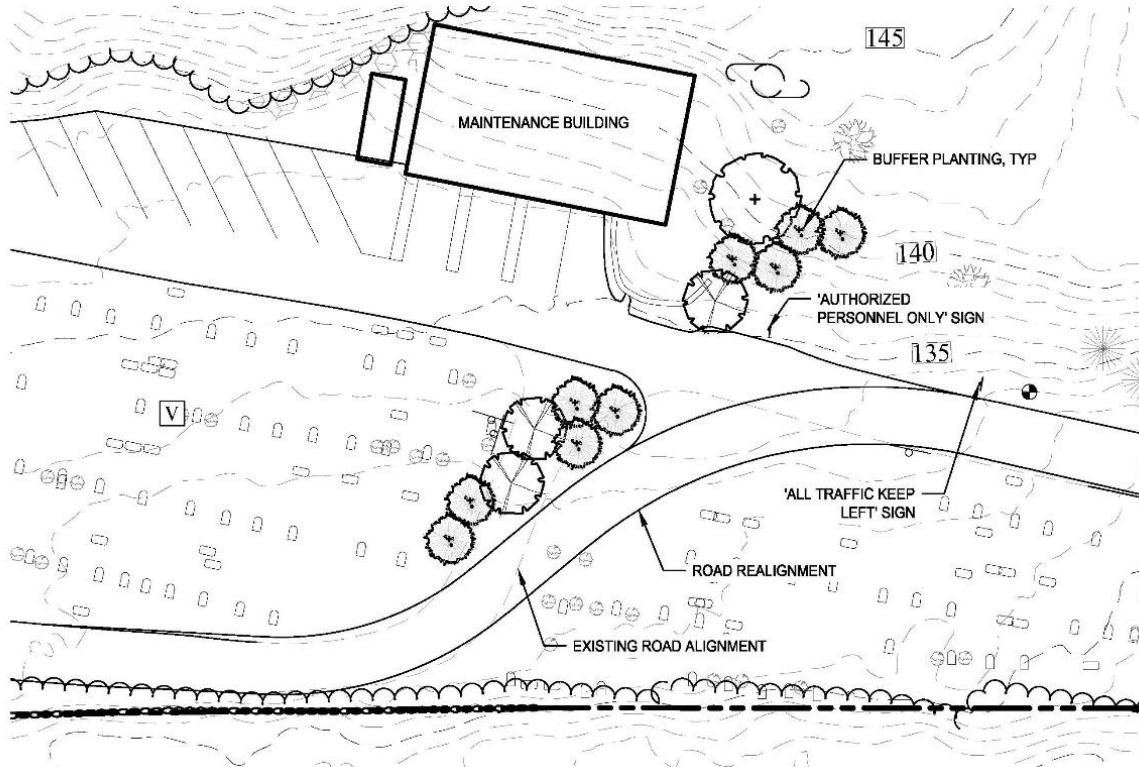 145
MAINTENANCE BUILDING
BUFFER PLANTING, TYP
140
'AUTHORIZED
PERSONNEL ONLY' SIGN
135
V
'ALL TRAFFIC KEEP
LEFT' SIGN
ROAD REALIGNMENT
EXISTING ROAD ALIGNMENT